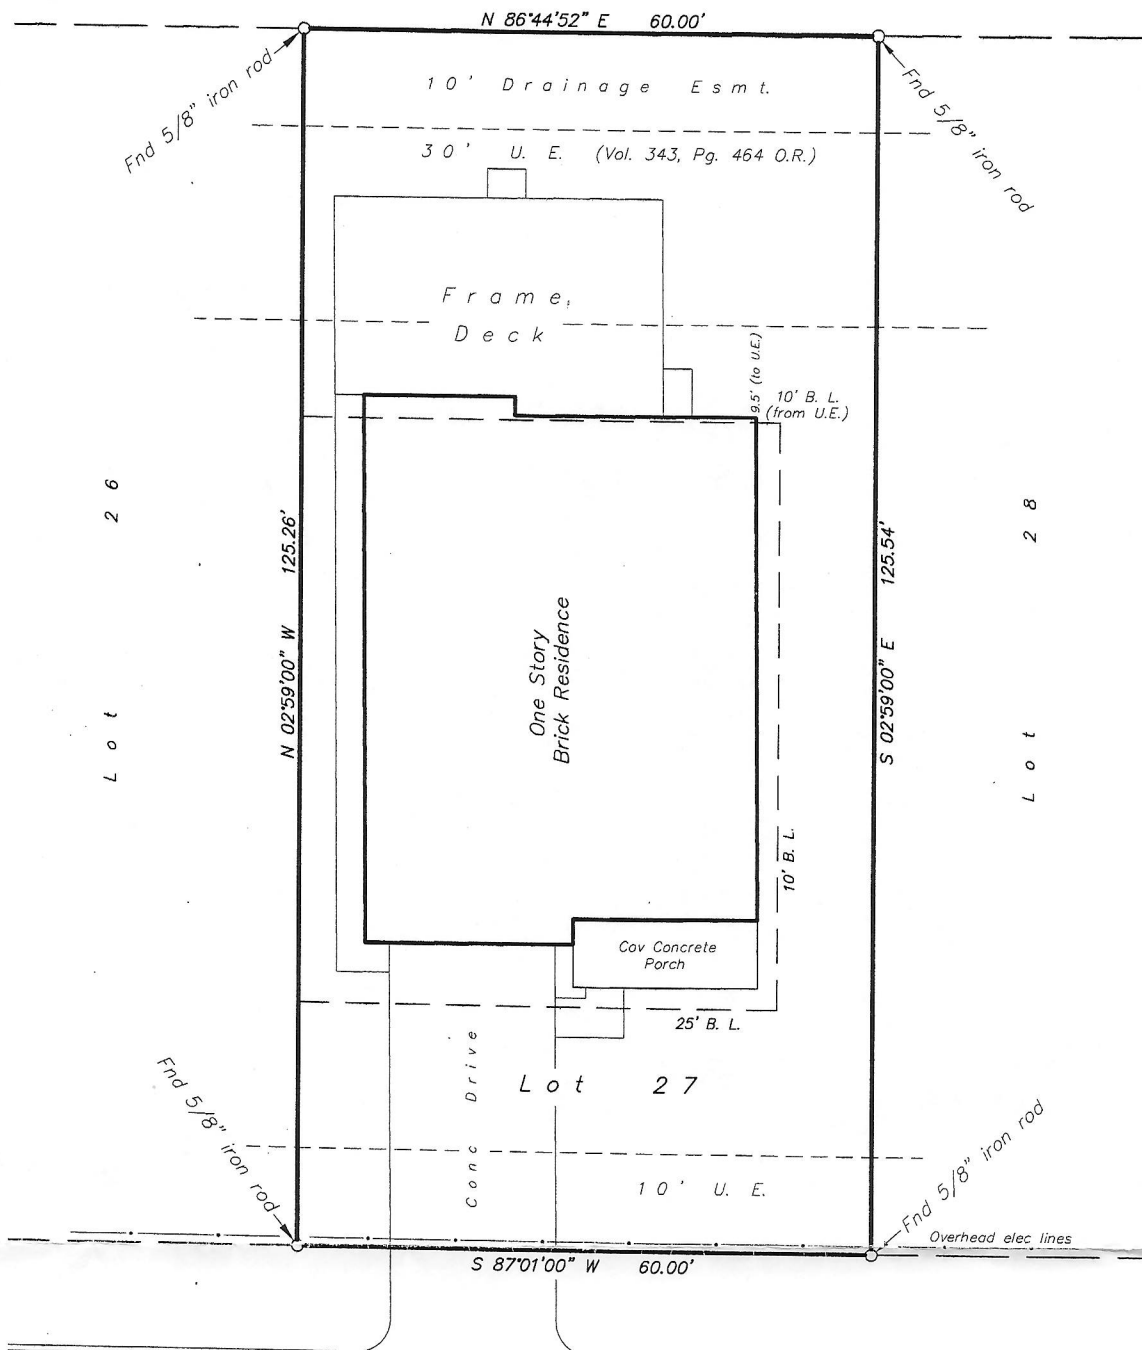 N 86°44'52" E 60.00'
Fnd 5/8" iron rod
Fnd 5/8" iron rod
10' Drainage Esmt.
30' U. E. (Vol. 343, Pg. 464 O.R.)
Frame
Deck
9.5' (to U.E.)
10' B. L.
(from U.E.)
Lot 26
N 02°59'00" W 125.26'
One Story
Brick Residence
S 02°59'00" E 125.54'
Lot 28
10' B. L.
Cov Concrete
Porch
25' B. L.
Conc Drive
Lot 27
Fnd 5/8" iron rod
Fnd 5/8" iron rod
10' U. E.
Overhead elec lines
S 87°01'00" W 60.00'